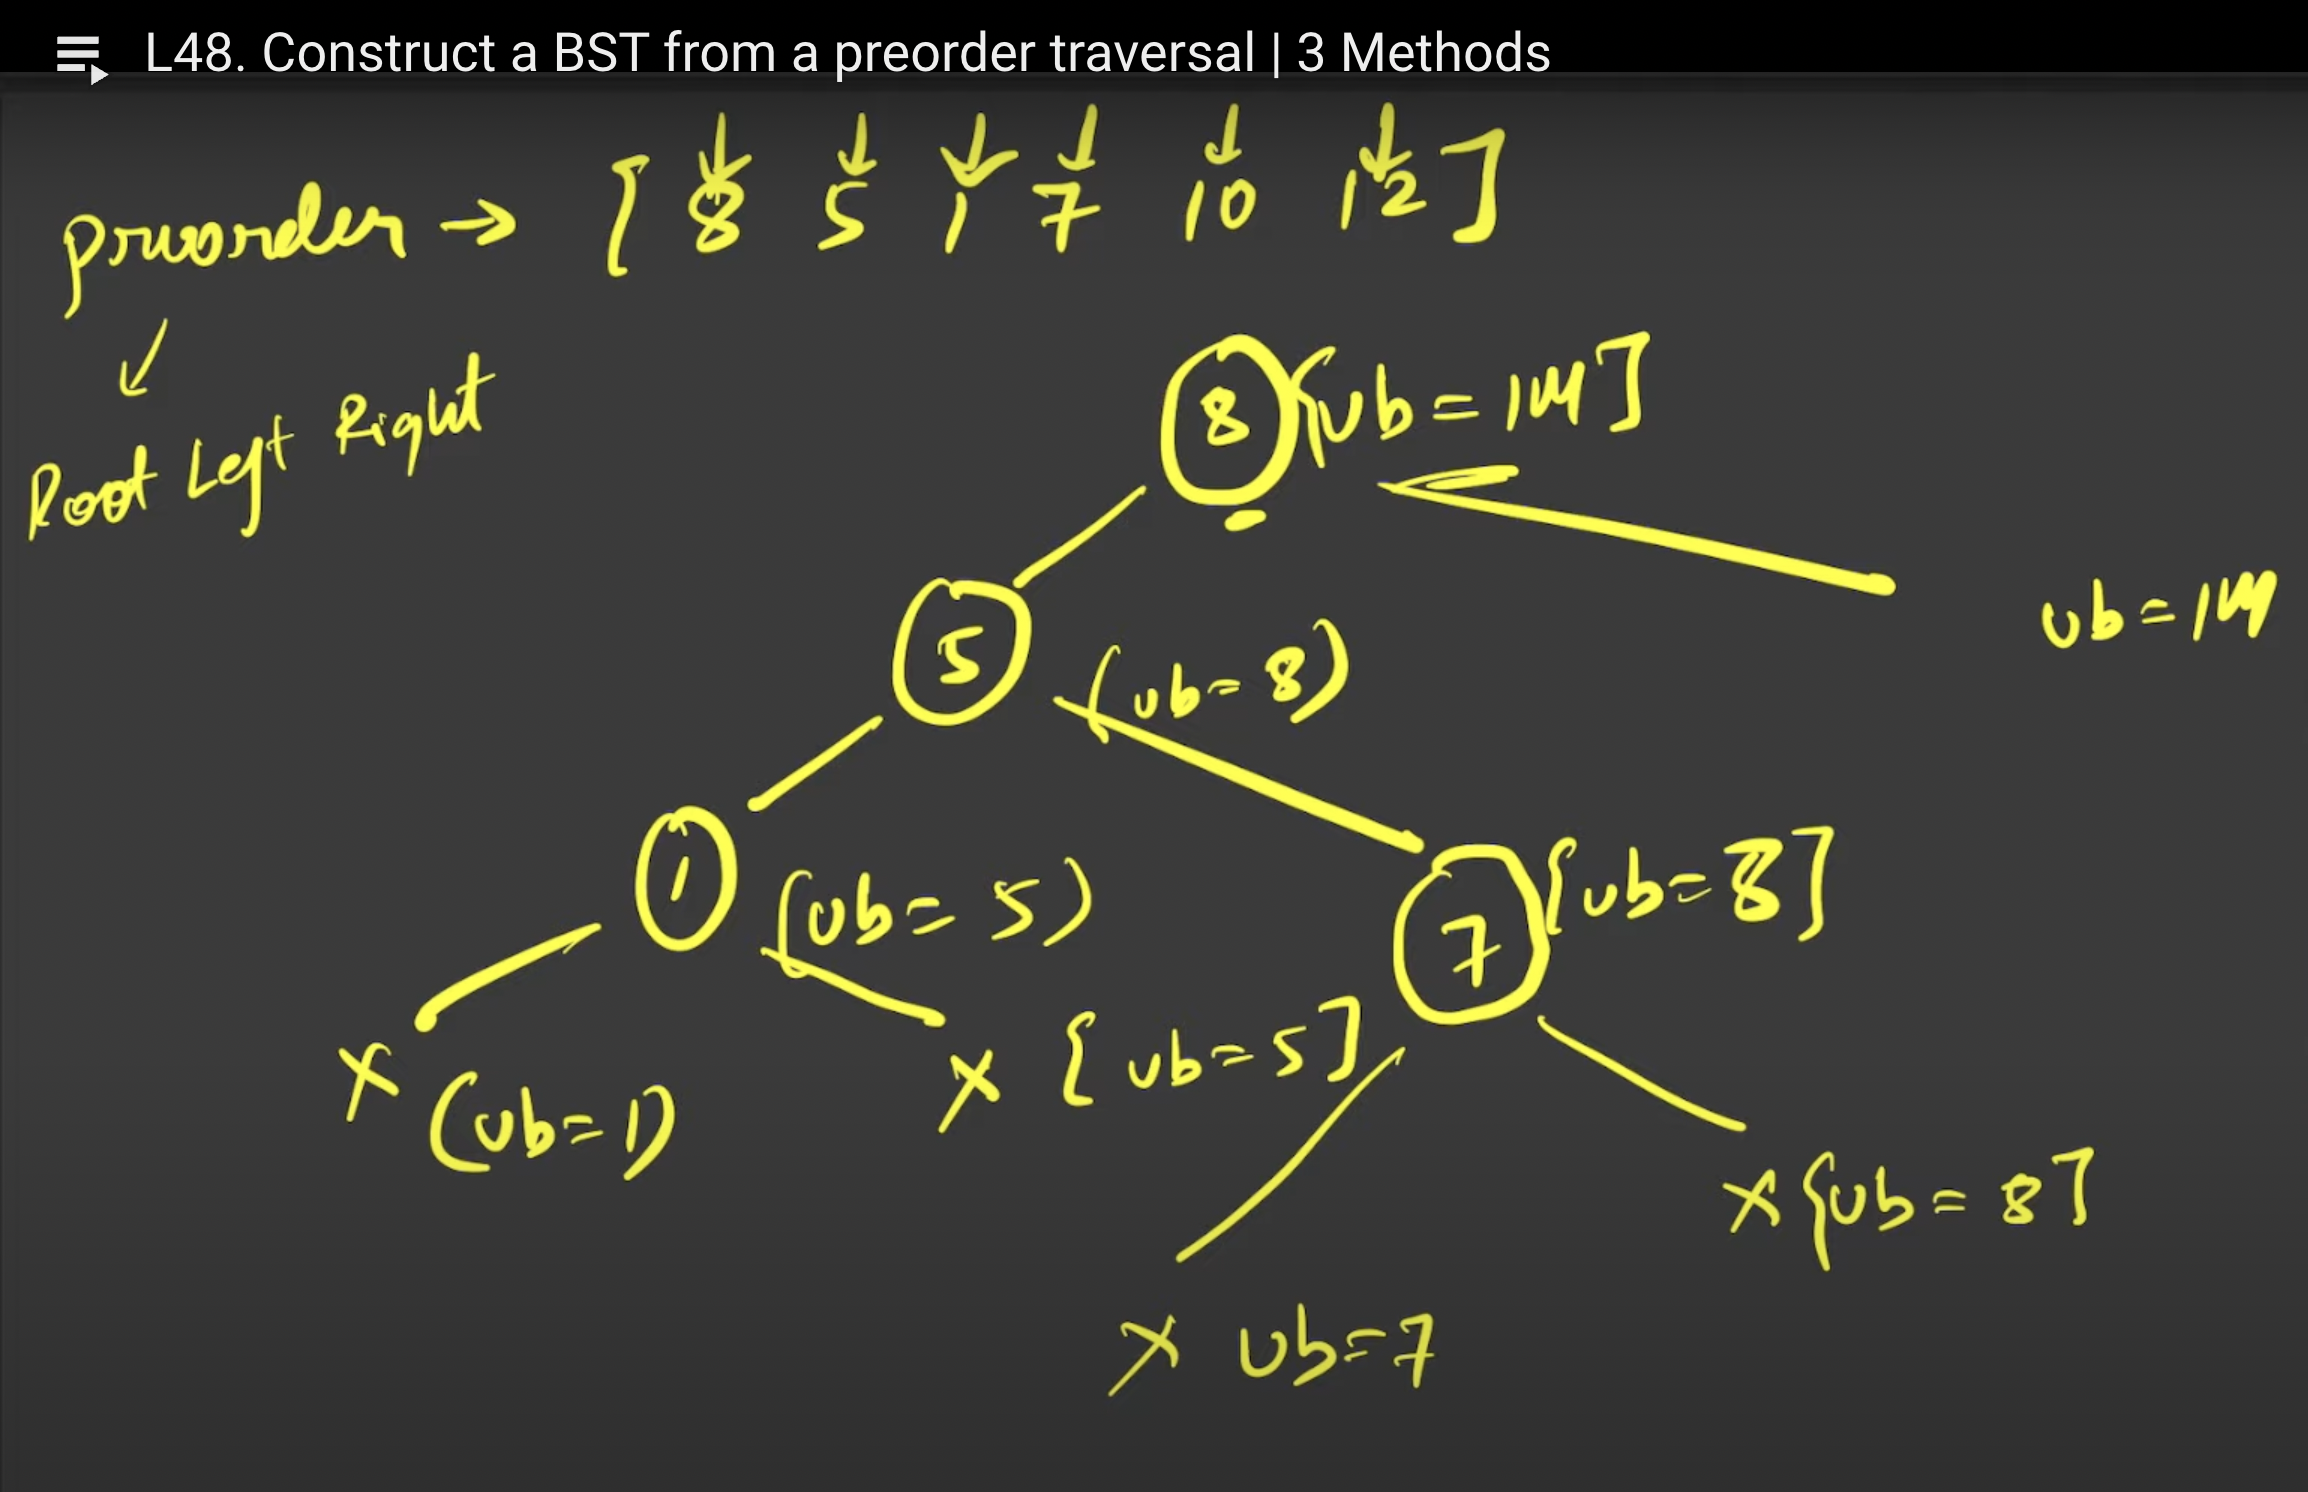 L48. Construct a BST from a preorder traversal | 3 Methods
preorder → [ 8 5 1 7 10 12 ]
Root Left Right
8 [ub = IM]
ub = IM
5 (ub = 8)
1 (ub = 5)
7 [ub = 8]
x (ub = 1)
x [ub = 5]
x [ub = 8]
x ub = 7